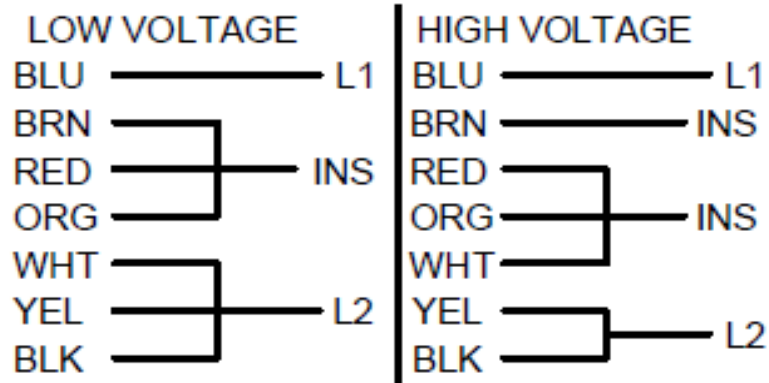 LOW VOLTAGE
BLU L1
BRN
RED INS
ORG
WHT
YEL L2
BLK
HIGH VOLTAGE
BLU L1
BRN INS
RED
ORG INS
WHT
YEL
L2
BLK